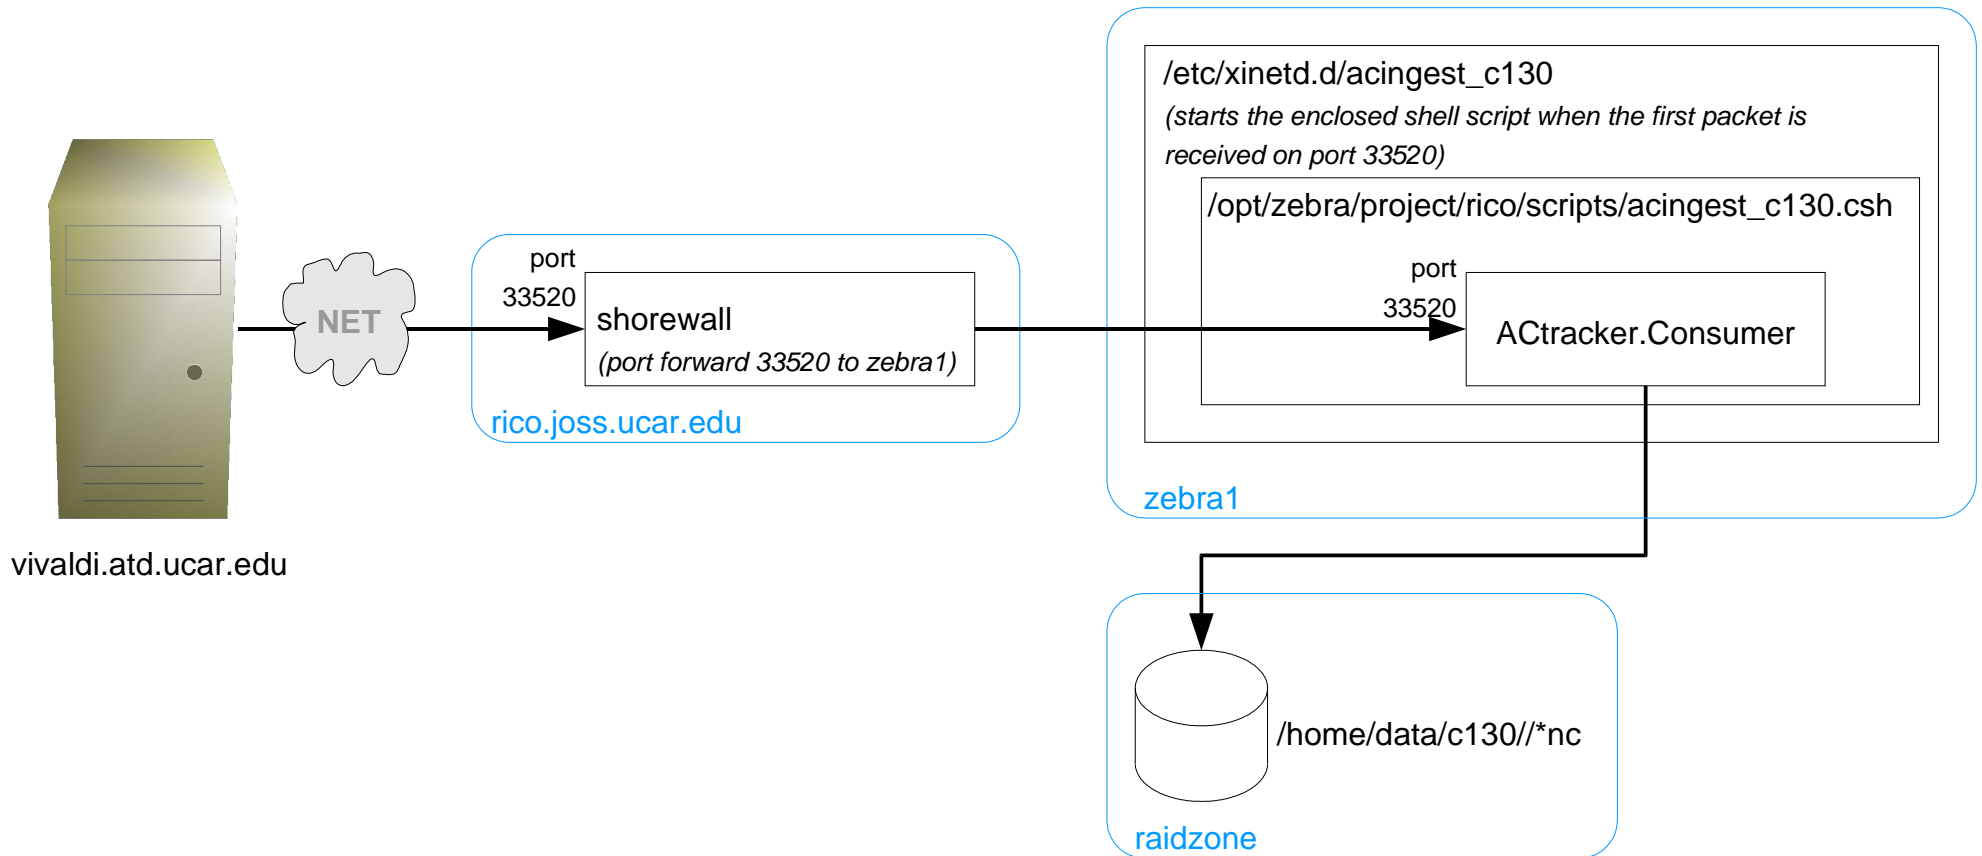 /etc/xinetd.d/acingest_c130
(starts the enclosed shell script when the first packet is
received on port 33520)
/opt/zebra/project/rico/scripts/acingest_c130.csh
port
33520
ACtracker.Consumer
zebra1
port
33520
shorewall
(port forward 33520 to zebra1)
rico.joss.ucar.edu
NET
vivaldi.atd.ucar.edu
/home/data/c130//*nc
raidzone